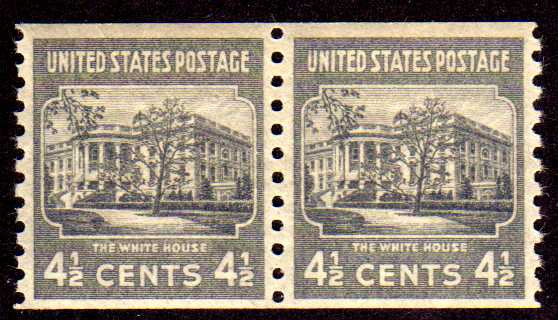 UNITED STATES POSTAGE
THE WHITE HOUSE
4½ CENTS 4½
UNITED STATES POSTAGE
THE WHITE HOUSE
4½ CENTS 4½